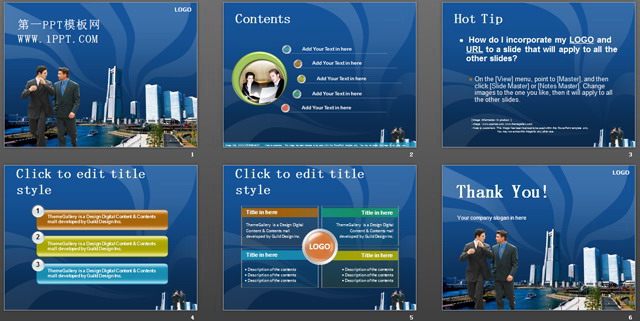 LOGO
第一PPT模板网
WWW.1PPT.COM
1
Contents
Add Your Text in here
Add Your Text in here
Add Your Text in here
Add Your Text in here
Add Your Text in here
2
Hot Tip
How do I incorporate my LOGO and
URL to a slide that will apply to all the
other slides?
On the [View] menu, point to [Master], and then
click [Slide Master] or [Notes Master]. Change
images to the one you like, then it will apply to all
the other slides.
3
Click to edit title
style
1
ThemeGallery is a Design Digital Content & Contents
mall developed by Guild Design Inc.
2
ThemeGallery is a Design Digital Content & Contents
mall developed by Guild Design Inc.
3
ThemeGallery is a Design Digital Content & Contents
mall developed by Guild Design Inc.
4
Click to edit title
style
Title in here
ThemeGallery is a Design Digital
Content & Contents mall
developed by Guild Design Inc.
Title in here
ThemeGallery is a Design Digital
Content & Contents mall
developed by Guild Design Inc.
LOGO
Title in here
Description of the contents
Description of the contents
Description of the contents
Title in here
Description of the contents
Description of the contents
Description of the contents
5
LOGO
Thank You!
Your company slogan in here
6